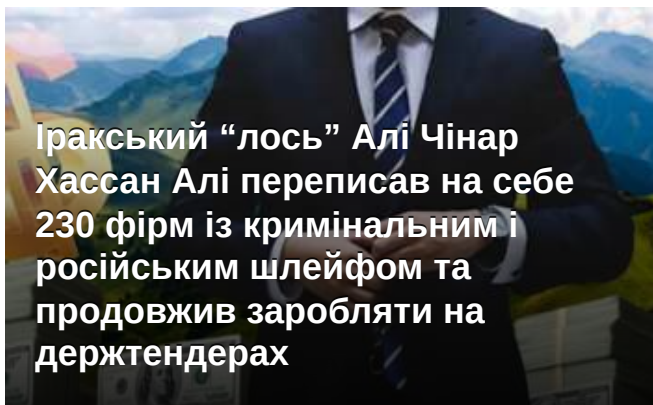 Іракський “лось” Алі Чінар
Хассан Алі переписав на себе
230 фірм із кримінальним і
російським шлейфом та
продовжив заробляти на
держтендерах